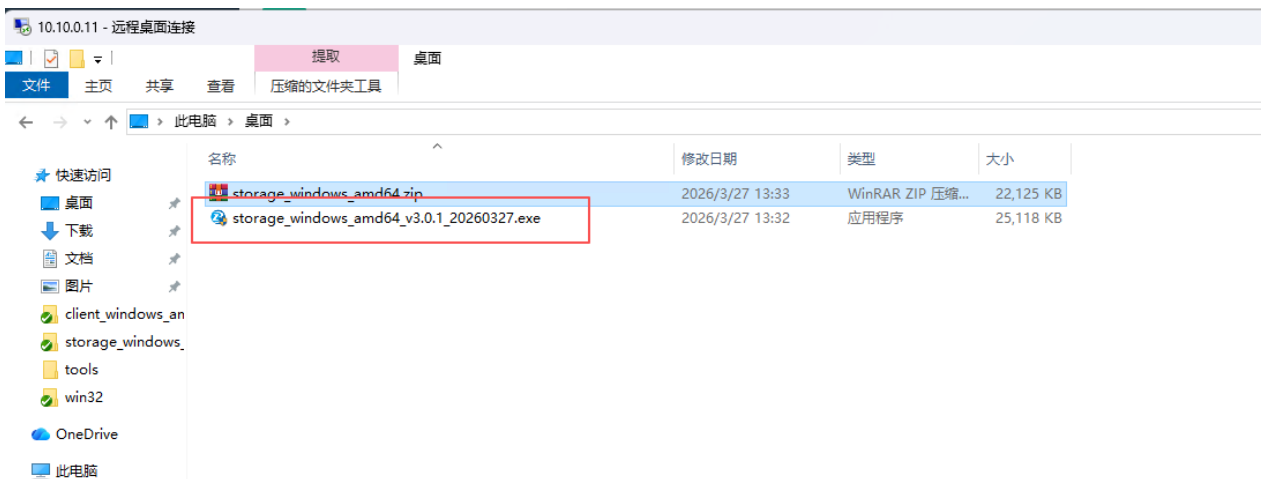 10.10.0.11 - 远程桌面连接
提取 桌面
文件 主页 共享 查看 压缩的文件夹工具
此电脑 › 桌面 ›
名称 修改日期 类型 大小
快速访问
storage_windows_amd64.zip 2026/3/27 13:33 WinRAR ZIP 压缩... 22,125 KB
桌面
storage_windows_amd64_v3.0.1_20260327.exe 2026/3/27 13:32 应用程序 25,118 KB
下载
文档
图片
client_windows_an
storage_windows_
tools
win32
OneDrive
此电脑